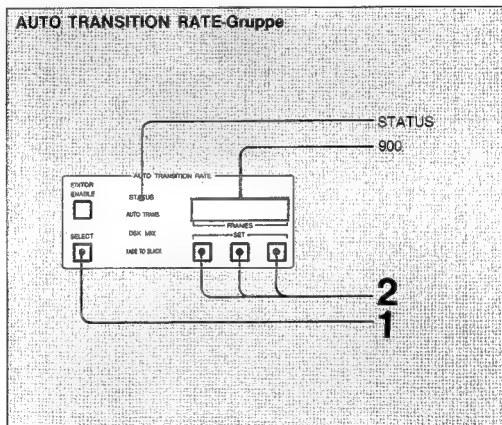 AUTO TRANSITION RATE-Gruppe
STATUS
900
AUTO TRANSITION RATE
EDITOR
ENABLE
STATUS
AUTO TRANS
FRAMES
SELECT
DSK MIX
SET
FADE TO BLACK
2
1